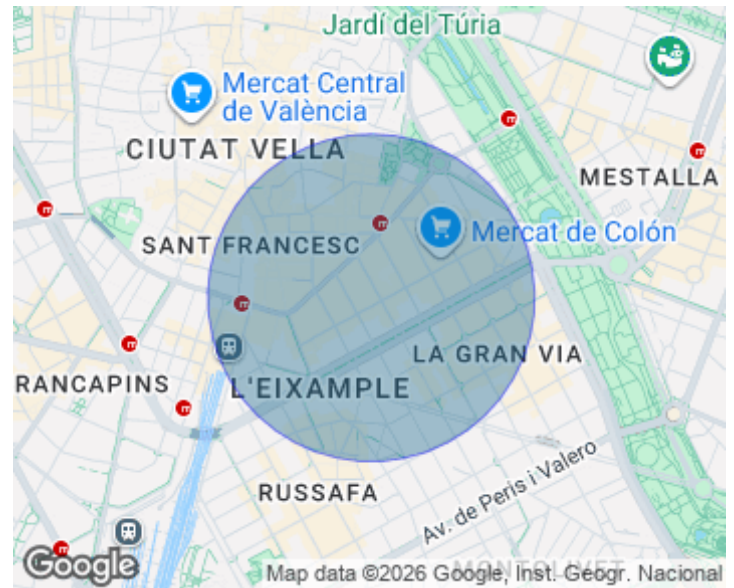 Jardí del Túria
Mercat Central
de València
CIUTAT VELLA
MESTALLA
Mercat de Colón
SANT FRANCESC
LA GRAN VIA
RANCAPINS
L'EIXAMPLE
RUSSAFA
Av. de Peris i Valero
MONTOLIVET
Google
Map data ©2026 Google, Inst. Geogr. Nacional